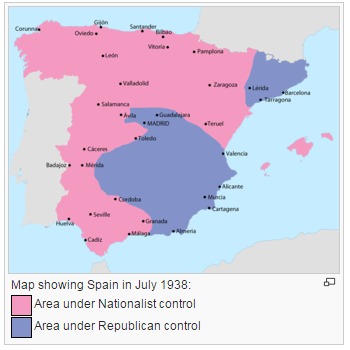 Corunna
Gijón
Oviedo
Santander
Bilbao
Vitoria
Pamplona
León
Valladolid
Zaragoza
Lérida
Barcelona
Tarragona
Salamanca
Ávila
Guadalajara
MADRID
Teruel
Toledo
Cáceres
Valencia
Badajoz
Mérida
Alicante
Cordoba
Murcia
Cartagena
Seville
Huelva
Granada
Almeria
Málaga
Cadiz
Map showing Spain in July 1938:
Area under Nationalist control
Area under Republican control